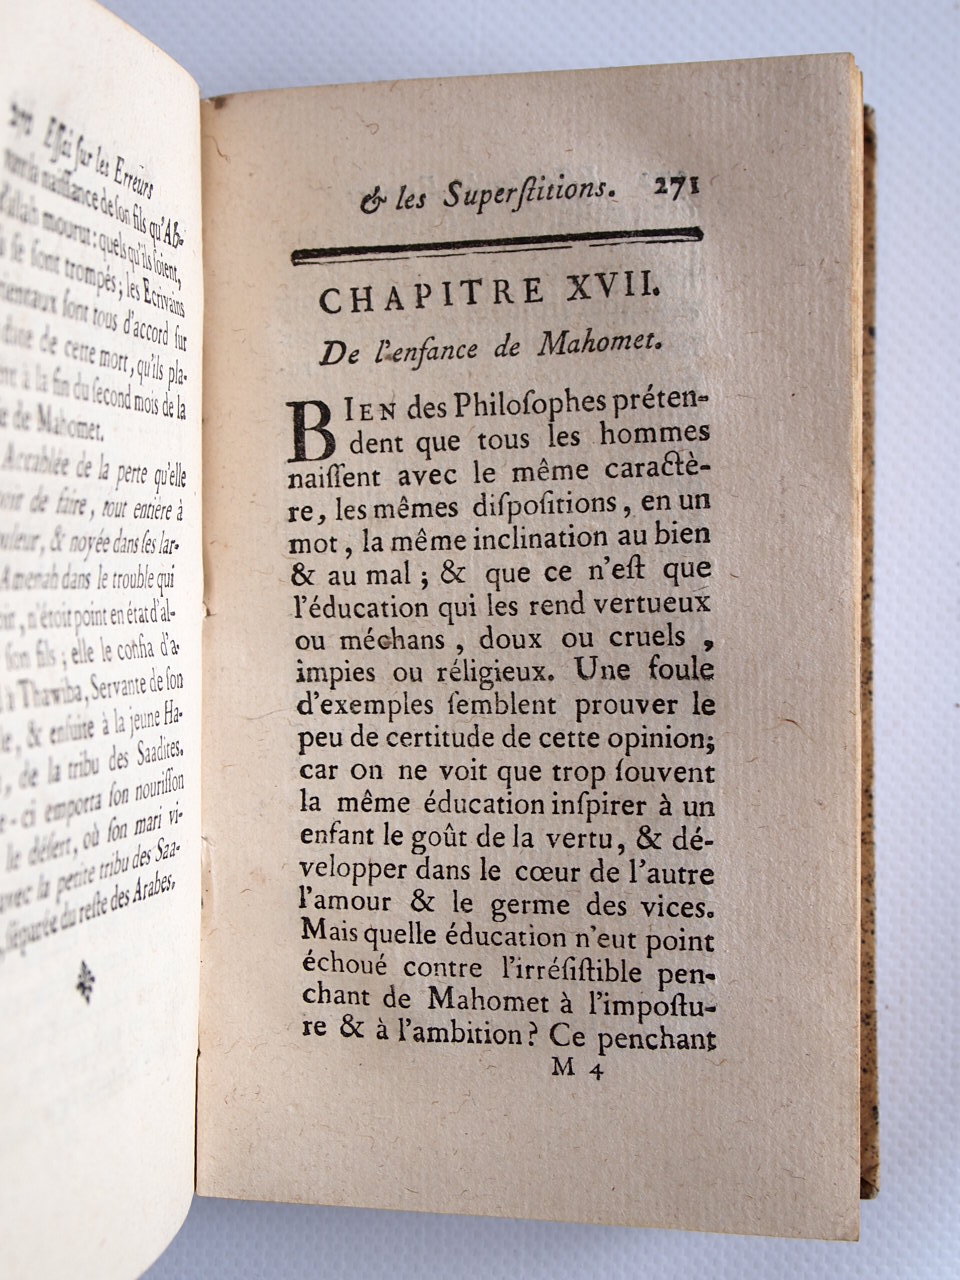 270 Eſſai ſur les Erreurs
la naiſſance de ſon fils qu'Ab-
mourut: quels qu'ils ſoient,
ſe ſont trompés; les Ecrivains
ſont tous d'accord ſur
de cette mort, qu'ils pla-
à la fin du ſecond mois de la
de Mahomet.
Accablée de la perte qu'elle
de faire, tout entière à
& noyée dans ſes lar-
Amenah dans le trouble qui
n'étoit point en état d'al-
ſon fils; elle le confia d'a-
à Thawiba, Servante de ſon
& enſuite à la jeune Ha-
de la tribu des Saadites.
ci emporta ſon nouriſſon
le déſert, où ſon mari vi-
avec la petite tribu des Saa-
ſéparée du reſte des Arabes.
& les Superſtitions. 271
CHAPITRE XVII.
De l'enfance de Mahomet.
BIEN des Philoſophes préten-
dent que tous les hommes
naiſſent avec le même caractè-
re, les mêmes diſpoſitions, en un
mot, la même inclination au bien
& au mal; & que ce n'eſt que
l'éducation qui les rend vertueux
ou méchans, doux ou cruels,
impies ou réligieux. Une foule
d'exemples ſemblent prouver le
peu de certitude de cette opinion;
car on ne voit que trop ſouvent
la même éducation inſpirer à un
enfant le goût de la vertu, & dé-
velopper dans le cœur de l'autre
l'amour & le germe des vices.
Mais quelle éducation n'eut point
échoué contre l'irréſiſtible pen-
chant de Mahomet à l'impoſtu-
re & à l'ambition? Ce penchant
M 4